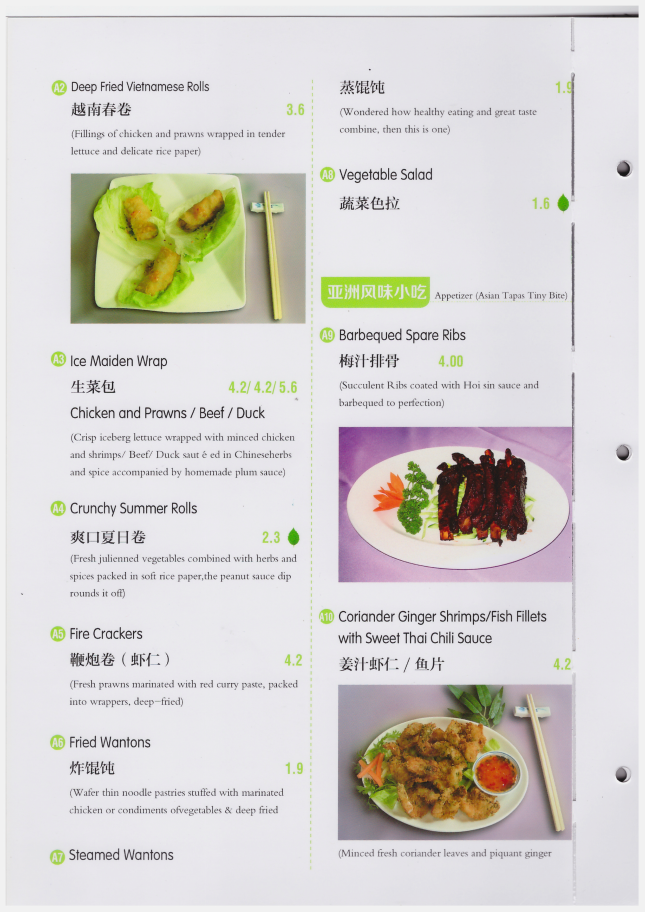 A2 Deep Fried Vietnamese Rolls
越南春卷 3.6
(Fillings of chicken and prawns wrapped in tender
lettuce and delicate rice paper)
A3 Ice Maiden Wrap
生菜包 4.2/ 4.2/ 5.6
Chicken and Prawns / Beef / Duck
(Crisp iceberg lettuce wrapped with minced chicken
and shrimps/ Beef/ Duck saut é ed in Chineseherbs
and spice accompanied by homemade plum sauce)
A4 Crunchy Summer Rolls
爽口夏日卷 2.3
(Fresh julienned vegetables combined with herbs and
spices packed in soft rice paper,the peanut sauce dip
rounds it off)
A5 Fire Crackers
鞭炮卷（虾仁） 4.2
(Fresh prawns marinated with red curry paste, packed
into wrappers, deep-fried)
A6 Fried Wantons
炸馄饨 1.9
(Wafer thin noodle pastries stuffed with marinated
chicken or condiments ofvegetables & deep fried
A7 Steamed Wantons
蒸馄饨 1.9
(Wondered how healthy eating and great taste
combine, then this is one)
A8 Vegetable Salad
蔬菜色拉 1.6
亚洲风味小吃 Appetizer (Asian Tapas Tiny Bite)
A9 Barbequed Spare Ribs
梅汁排骨 4.00
(Succulent Ribs coated with Hoi sin sauce and
barbequed to perfection)
A10 Coriander Ginger Shrimps/Fish Fillets
with Sweet Thai Chili Sauce
姜汁虾仁 / 鱼片 4.2
(Minced fresh coriander leaves and piquant ginger